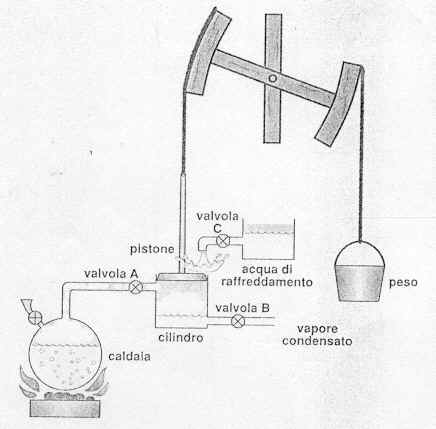 valvola
C
pistone
acqua di
raffreddamento
valvola A
peso
valvola B
cilindro
vapore
condensato
caldaia